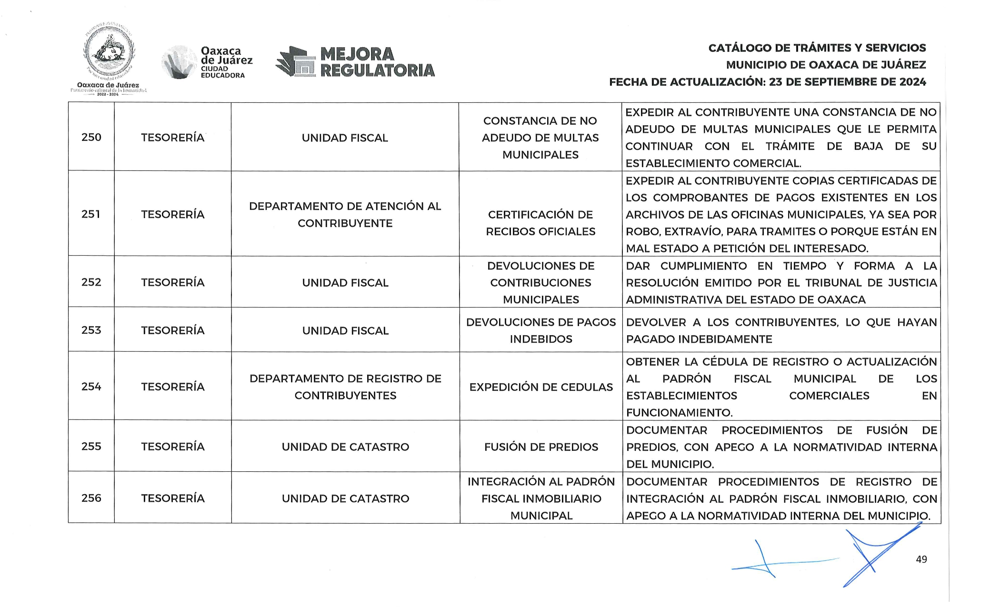 Oaxaca de Juárez
Patrimonio cultural de la humanidad
2022 - 2024
Oaxaca
de Juárez
CIUDAD
EDUCADORA
MEJORA
REGULATORIA
CATÁLOGO DE TRÁMITES Y SERVICIOS
MUNICIPIO DE OAXACA DE JUÁREZ
FECHA DE ACTUALIZACIÓN: 23 DE SEPTIEMBRE DE 2024
250
TESORERÍA
UNIDAD FISCAL
CONSTANCIA DE NO
ADEUDO DE MULTAS
MUNICIPALES
EXPEDIR AL CONTRIBUYENTE UNA CONSTANCIA DE NO
ADEUDO DE MULTAS MUNICIPALES QUE LE PERMITA
CONTINUAR CON EL TRÁMITE DE BAJA DE SU
ESTABLECIMIENTO COMERCIAL.
251
TESORERÍA
DEPARTAMENTO DE ATENCIÓN AL
CONTRIBUYENTE
CERTIFICACIÓN DE
RECIBOS OFICIALES
EXPEDIR AL CONTRIBUYENTE COPIAS CERTIFICADAS DE
LOS COMPROBANTES DE PAGOS EXISTENTES EN LOS
ARCHIVOS DE LAS OFICINAS MUNICIPALES, YA SEA POR
ROBO, EXTRAVÍO, PARA TRAMITES O PORQUE ESTÁN EN
MAL ESTADO A PETICIÓN DEL INTERESADO.
252
TESORERÍA
UNIDAD FISCAL
DEVOLUCIONES DE
CONTRIBUCIONES
MUNICIPALES
DAR CUMPLIMIENTO EN TIEMPO Y FORMA A LA
RESOLUCIÓN EMITIDO POR EL TRIBUNAL DE JUSTICIA
ADMINISTRATIVA DEL ESTADO DE OAXACA
253
TESORERÍA
UNIDAD FISCAL
DEVOLUCIONES DE PAGOS
INDEBIDOS
DEVOLVER A LOS CONTRIBUYENTES, LO QUE HAYAN
PAGADO INDEBIDAMENTE
254
TESORERÍA
DEPARTAMENTO DE REGISTRO DE
CONTRIBUYENTES
EXPEDICIÓN DE CEDULAS
OBTENER LA CÉDULA DE REGISTRO O ACTUALIZACIÓN
AL PADRÓN FISCAL MUNICIPAL DE LOS
ESTABLECIMIENTOS COMERCIALES EN
FUNCIONAMIENTO.
255
TESORERÍA
UNIDAD DE CATASTRO
FUSIÓN DE PREDIOS
DOCUMENTAR PROCEDIMIENTOS DE FUSIÓN DE
PREDIOS, CON APEGO A LA NORMATIVIDAD INTERNA
DEL MUNICIPIO.
256
TESORERÍA
UNIDAD DE CATASTRO
INTEGRACIÓN AL PADRÓN
FISCAL INMOBILIARIO
MUNICIPAL
DOCUMENTAR PROCEDIMIENTOS DE REGISTRO DE
INTEGRACIÓN AL PADRÓN FISCAL INMOBILIARIO, CON
APEGO A LA NORMATIVIDAD INTERNA DEL MUNICIPIO.
49